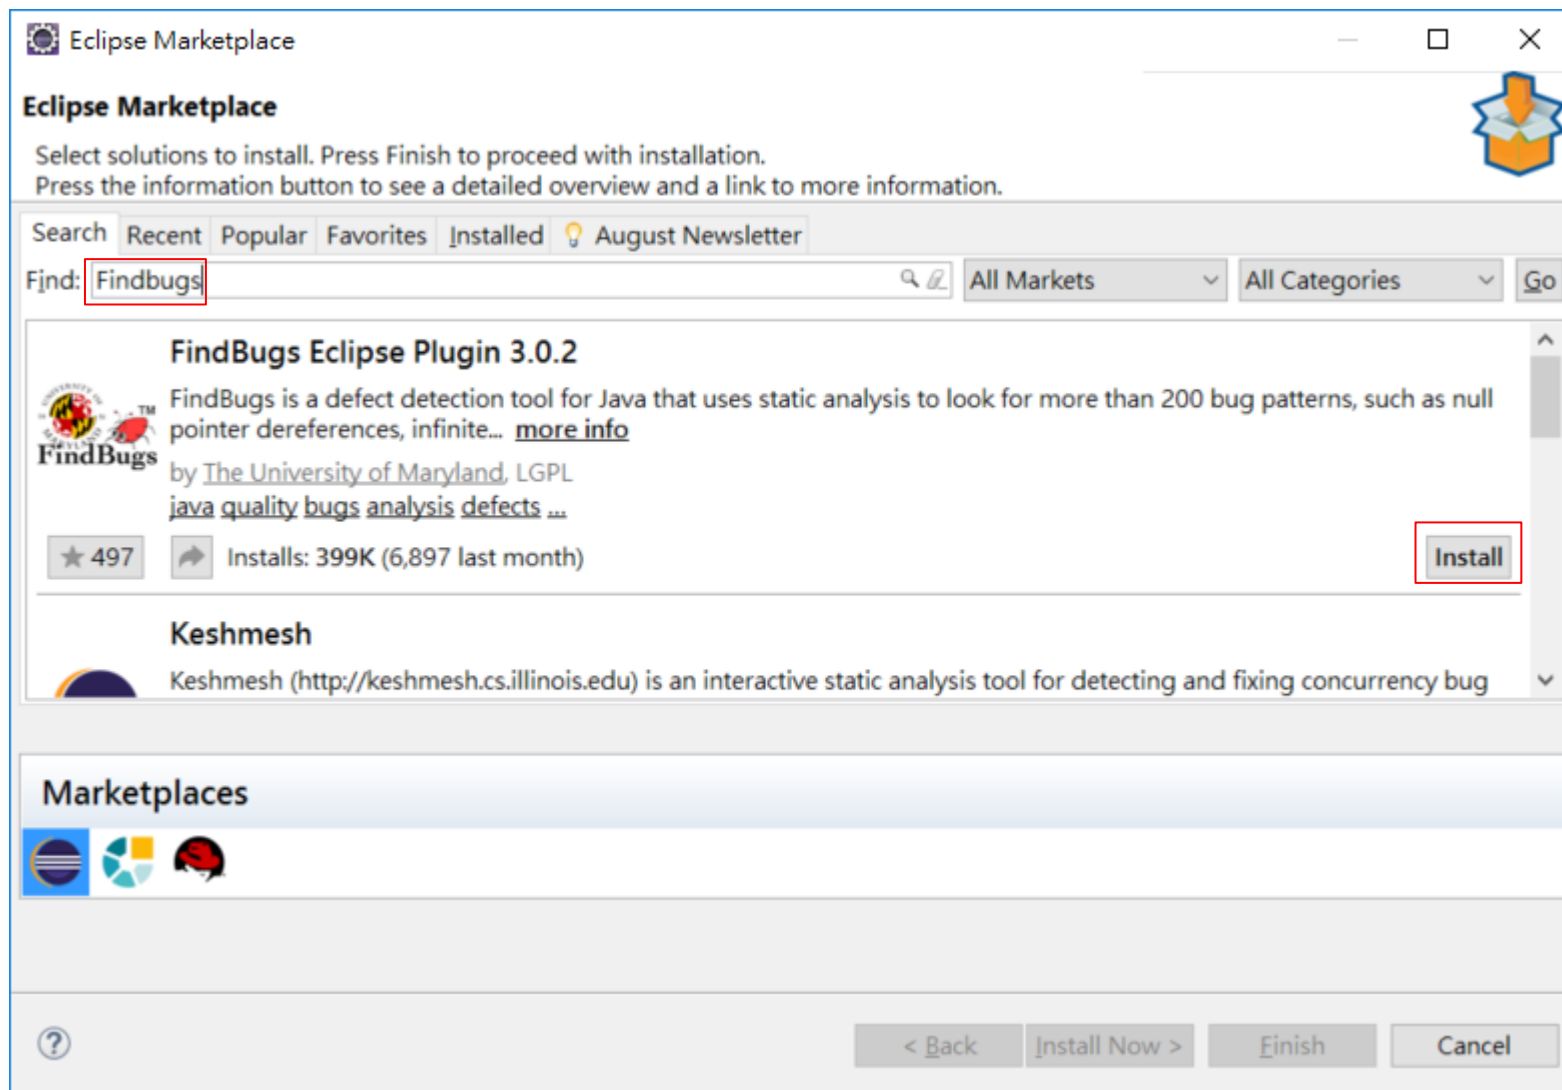 Eclipse Marketplace
Eclipse Marketplace
Select solutions to install. Press Finish to proceed with installation.
Press the information button to see a detailed overview and a link to more information.
Search Recent Popular Favorites Installed August Newsletter
Find: Findbugs All Markets All Categories Go
FindBugs Eclipse Plugin 3.0.2
FindBugs is a defect detection tool for Java that uses static analysis to look for more than 200 bug patterns, such as null
pointer dereferences, infinite... more info
UNIVERSITY OF MARYLAND
TM
FindBugs
by The University of Maryland, LGPL
java quality bugs analysis defects ...
497 Installs: 399K (6,897 last month) Install
Keshmesh
Keshmesh (http://keshmesh.cs.illinois.edu) is an interactive static analysis tool for detecting and fixing concurrency bug
Marketplaces
? < Back Install Now > Finish Cancel